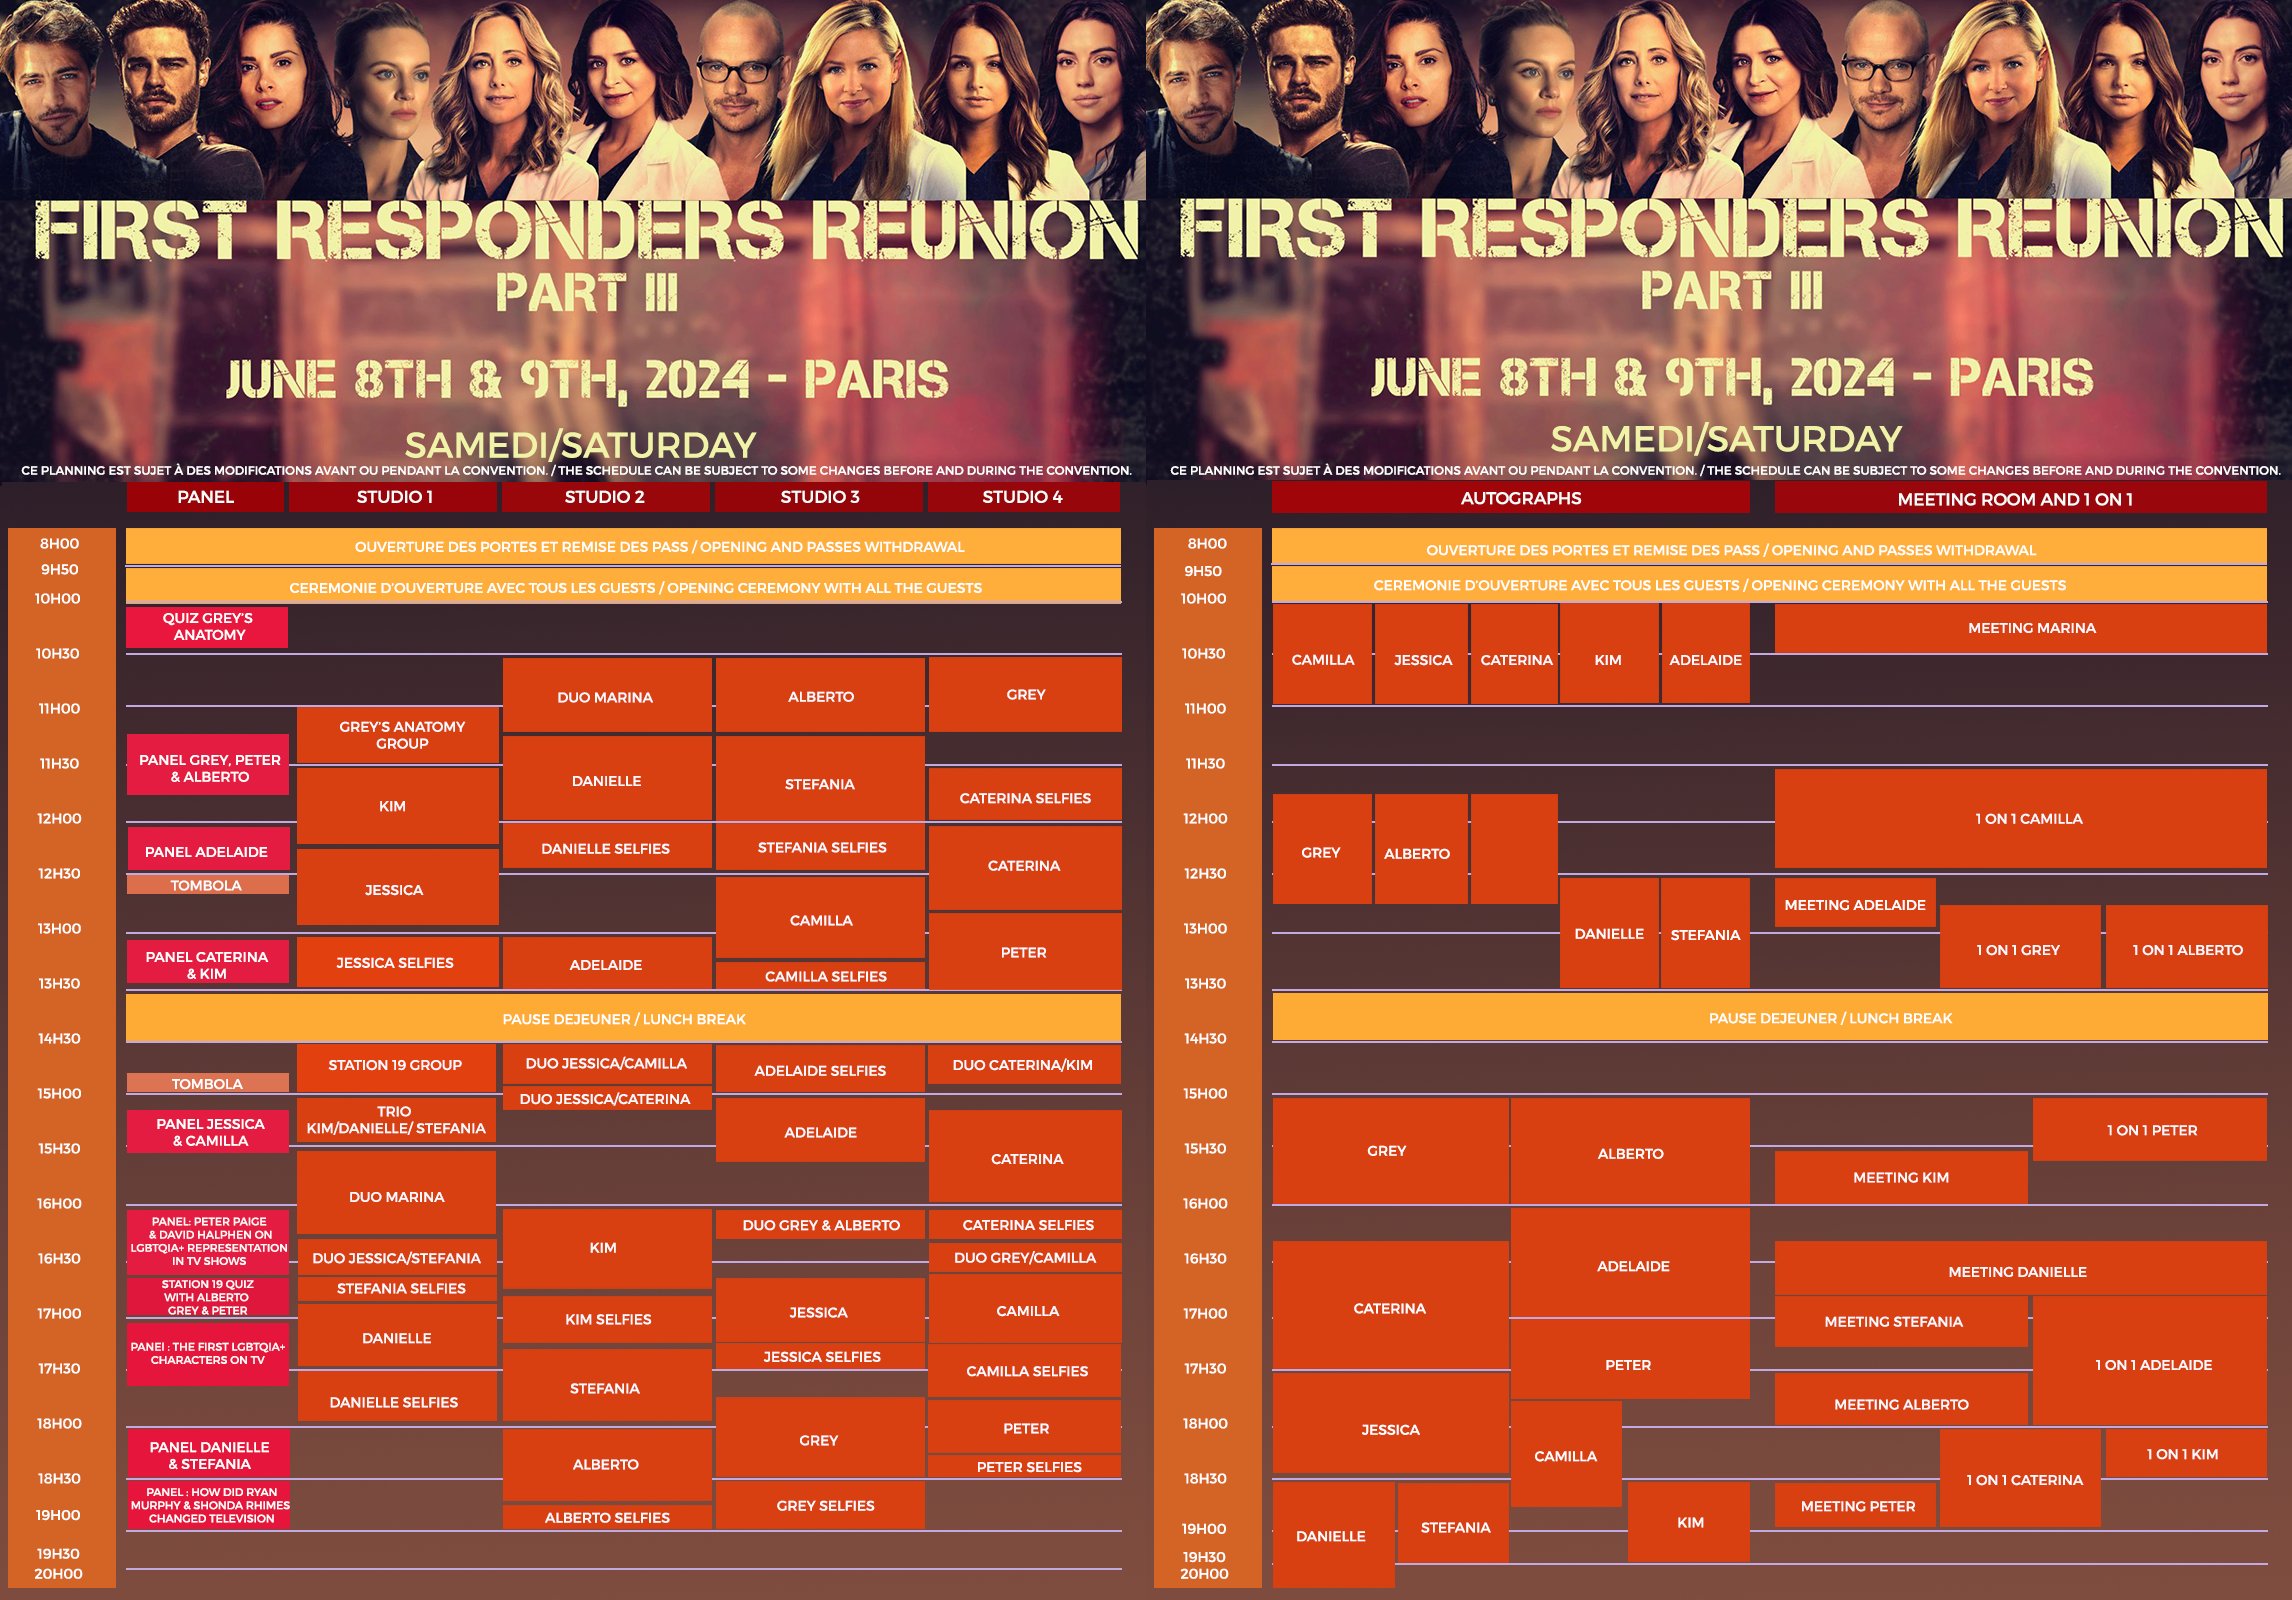 FIRST RESPONDERS REUNION
PART III
JUNE 8TH & 9TH, 2024 - PARIS
SAMEDI/SATURDAY
CE PLANNING EST SUJET À DES MODIFICATIONS AVANT OU PENDANT LA CONVENTION. / THE SCHEDULE CAN BE SUBJECT TO SOME CHANGES BEFORE AND DURING THE CONVENTION.
PANEL STUDIO 1 STUDIO 2 STUDIO 3 STUDIO 4
8H00
OUVERTURE DES PORTES ET REMISE DES PASS / OPENING AND PASSES WITHDRAWAL
9H50
CEREMONIE D'OUVERTURE AVEC TOUS LES GUESTS / OPENING CEREMONY WITH ALL THE GUESTS
10H00
QUIZ GREY'S
ANATOMY
10H30
DUO MARINA
ALBERTO
GREY
11H00
GREY'S ANATOMY
GROUP
PANEL GREY, PETER
& ALBERTO
11H30
DANIELLE
STEFANIA
CATERINA SELFIES
KIM
12H00
PANEL ADELAIDE
DANIELLE SELFIES
STEFANIA SELFIES
CATERINA
12H30
TOMBOLA
JESSICA
CAMILLA
13H00
PANEL CATERINA
& KIM
JESSICA SELFIES
ADELAIDE
CAMILLA SELFIES
PETER
13H30
PAUSE DEJEUNER / LUNCH BREAK
14H30
STATION 19 GROUP
DUO JESSICA/CAMILLA
ADELAIDE SELFIES
DUO CATERINA/KIM
TOMBOLA
15H00
DUO JESSICA/CATERINA
TRIO
KIM/DANIELLE/ STEFANIA
PANEL JESSICA
& CAMILLA
ADELAIDE
15H30
CATERINA
DUO MARINA
16H00
PANEL: PETER PAIGE
& DAVID HALPHEN ON
LGBTQIA+ REPRESENTATION
IN TV SHOWS
DUO GREY & ALBERTO
CATERINA SELFIES
KIM
16H30
DUO JESSICA/STEFANIA
DUO GREY/CAMILLA
STATION 19 QUIZ
WITH ALBERTO
GREY & PETER
STEFANIA SELFIES
17H00
JESSICA
CAMILLA
KIM SELFIES
DANIELLE
PANEl : THE FIRST LGBTQIA+
CHARACTERS ON TV
JESSICA SELFIES
17H30
CAMILLA SELFIES
STEFANIA
DANIELLE SELFIES
18H00
PETER
GREY
PANEL DANIELLE
& STEFANIA
ALBERTO
PETER SELFIES
18H30
PANEL : HOW DID RYAN
MURPHY & SHONDA RHIMES
CHANGED TELEVISION
GREY SELFIES
19H00
ALBERTO SELFIES
19H30
20H00
FIRST RESPONDERS REUNION
PART III
JUNE 8TH & 9TH, 2024 - PARIS
SAMEDI/SATURDAY
CE PLANNING EST SUJET À DES MODIFICATIONS AVANT OU PENDANT LA CONVENTION. / THE SCHEDULE CAN BE SUBJECT TO SOME CHANGES BEFORE AND DURING THE CONVENTION.
AUTOGRAPHS MEETING ROOM AND 1 ON 1
8H00
OUVERTURE DES PORTES ET REMISE DES PASS / OPENING AND PASSES WITHDRAWAL
9H50
CEREMONIE D'OUVERTURE AVEC TOUS LES GUESTS / OPENING CEREMONY WITH ALL THE GUESTS
10H00
MEETING MARINA
10H30
CAMILLA JESSICA CATERINA KIM ADELAIDE
11H00
11H30
12H00
1 ON 1 CAMILLA
GREY ALBERTO
12H30
MEETING ADELAIDE
13H00
DANIELLE STEFANIA
1 ON 1 GREY 1 ON 1 ALBERTO
13H30
PAUSE DEJEUNER / LUNCH BREAK
14H30
15H00
1 ON 1 PETER
15H30
GREY ALBERTO
MEETING KIM
16H00
16H30
ADELAIDE
MEETING DANIELLE
CATERINA
17H00
MEETING STEFANIA
PETER
1 ON 1 ADELAIDE
17H30
MEETING ALBERTO
18H00
JESSICA
CAMILLA
1 ON 1 KIM
18H30
1 ON 1 CATERINA
MEETING PETER
KIM
19H00
STEFANIA
DANIELLE
19H30
20H00